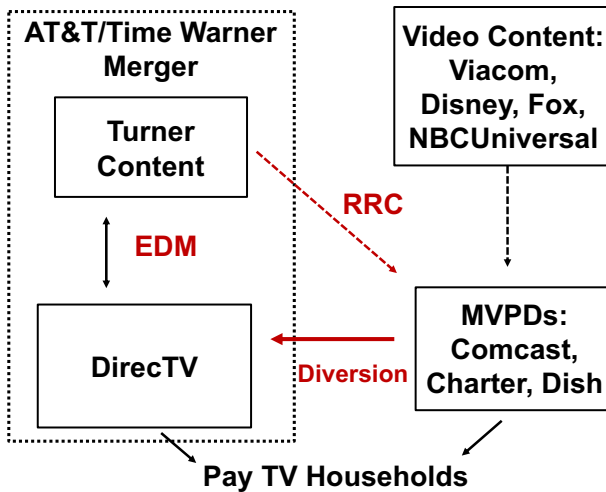 AT&T/Time Warner
Merger
Turner
Content
EDM
DirecTV
RRC
Diversion
Video Content:
Viacom,
Disney, Fox,
NBCUniversal
MVPDs:
Comcast,
Charter, Dish
Pay TV Households